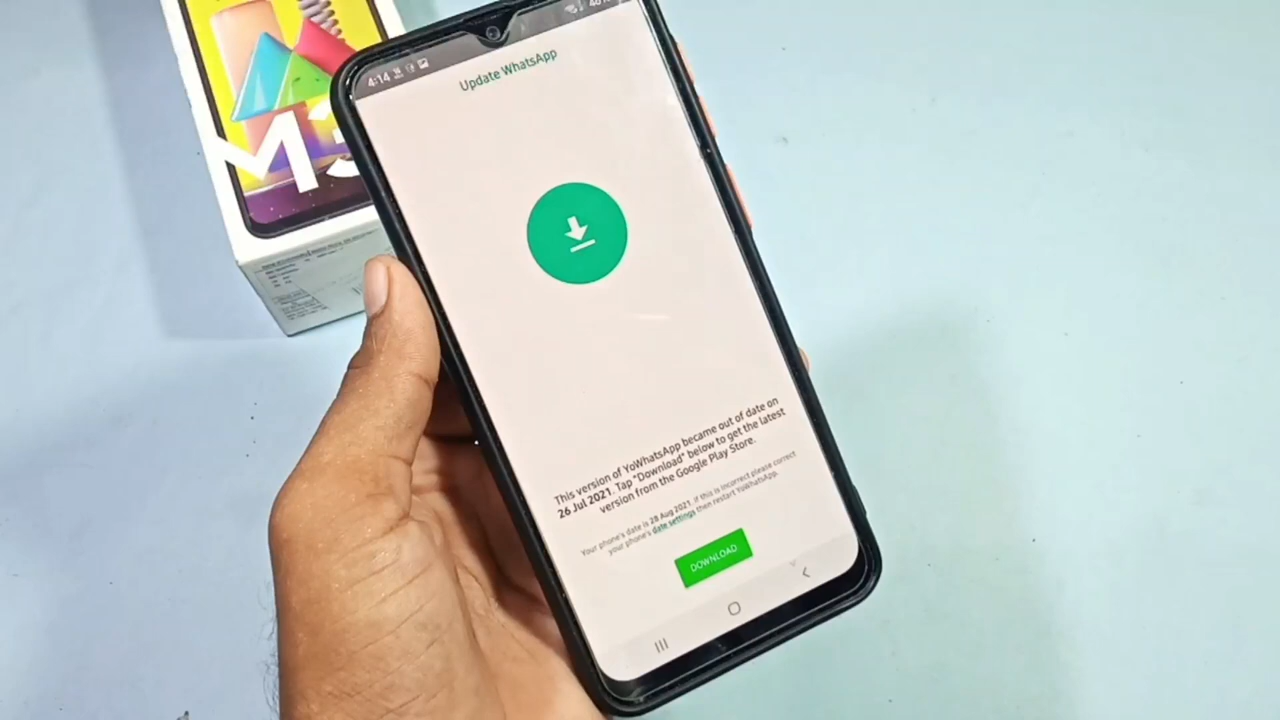 M3
4:14
Update WhatsApp
This version of YoWhatsApp became out of date on
26 Jul 2021. Tap "Download" below to get the latest
version from the Google Play Store.
Your phone's date is 28 Aug 2021. If this is incorrect please correct
your phone's date settings then restart YoWhatsApp.
DOWNLOAD